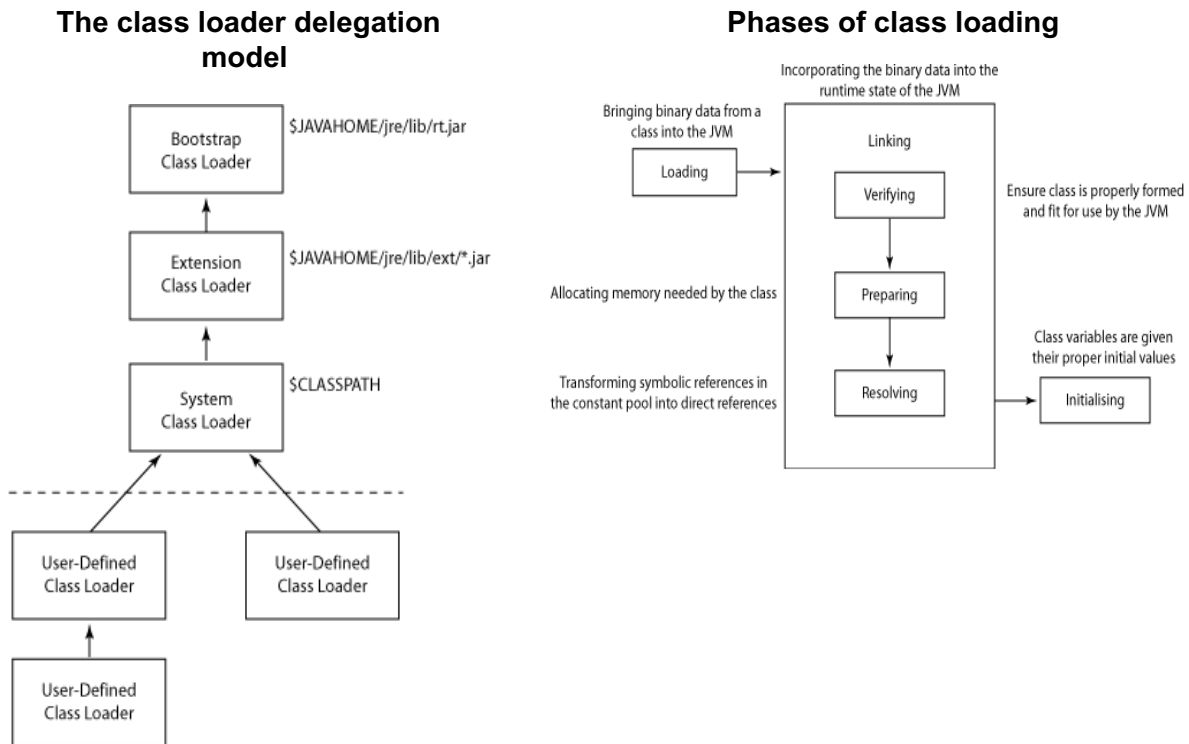 The class loader delegation
model
Bootstrap
Class Loader
$JAVAHOME/jre/lib/rt.jar
Extension
Class Loader
$JAVAHOME/jre/lib/ext/*.jar
System
Class Loader
$CLASSPATH
User-Defined
Class Loader
User-Defined
Class Loader
User-Defined
Class Loader
Phases of class loading
Incorporating the binary data into the
runtime state of the JVM
Bringing binary data from a
class into the JVM
Loading
Linking
Verifying
Ensure class is properly formed
and fit for use by the JVM
Allocating memory needed by the class
Preparing
Transforming symbolic references in
the constant pool into direct references
Resolving
Class variables are given
their proper initial values
Initialising